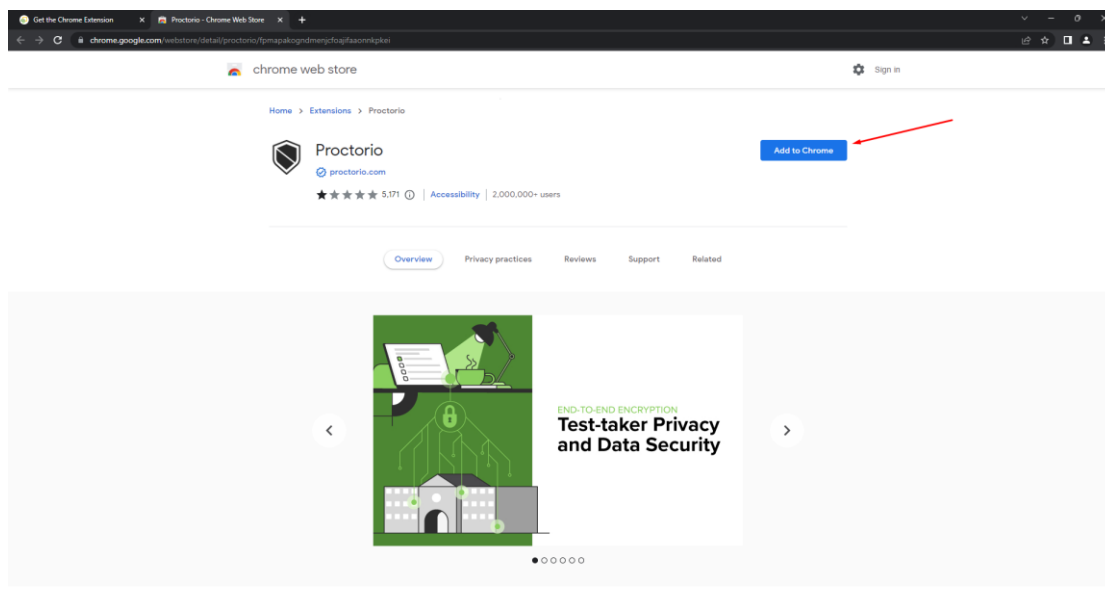 Get the Chrome Extension
Proctorio - Chrome Web Store
chrome.google.com/webstore/detail/proctorio/fpmapakogndmenjcfoajifaaonnkpkei
chrome web store
Sign in
Home > Extensions > Proctorio
Proctorio
Add to Chrome
proctorio.com
5,171 | Accessibility | 2,000,000+ users
Overview Privacy practices Reviews Support Related
END-TO-END ENCRYPTION
Test-taker Privacy
and Data Security